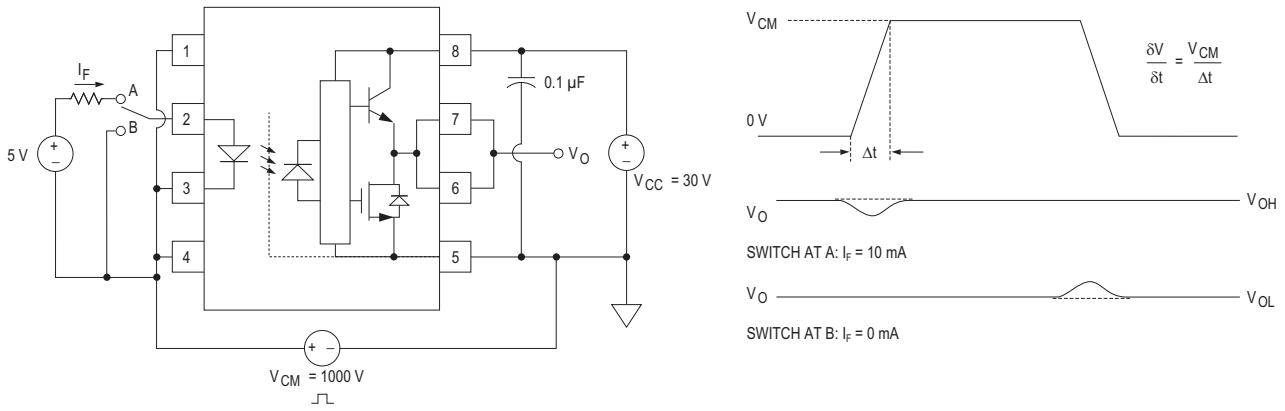 1
8
I_F
A
0.1 µF
2
7
B
5 V
+
−
V_O
+
−
3
6
V_CC = 30 V
4
5
+ −
V_CM = 1000 V
V_CM
δV/δt = V_CM/Δt
0 V
Δt
V_O
V_OH
SWITCH AT A: I_F = 10 mA
V_O
V_OL
SWITCH AT B: I_F = 0 mA